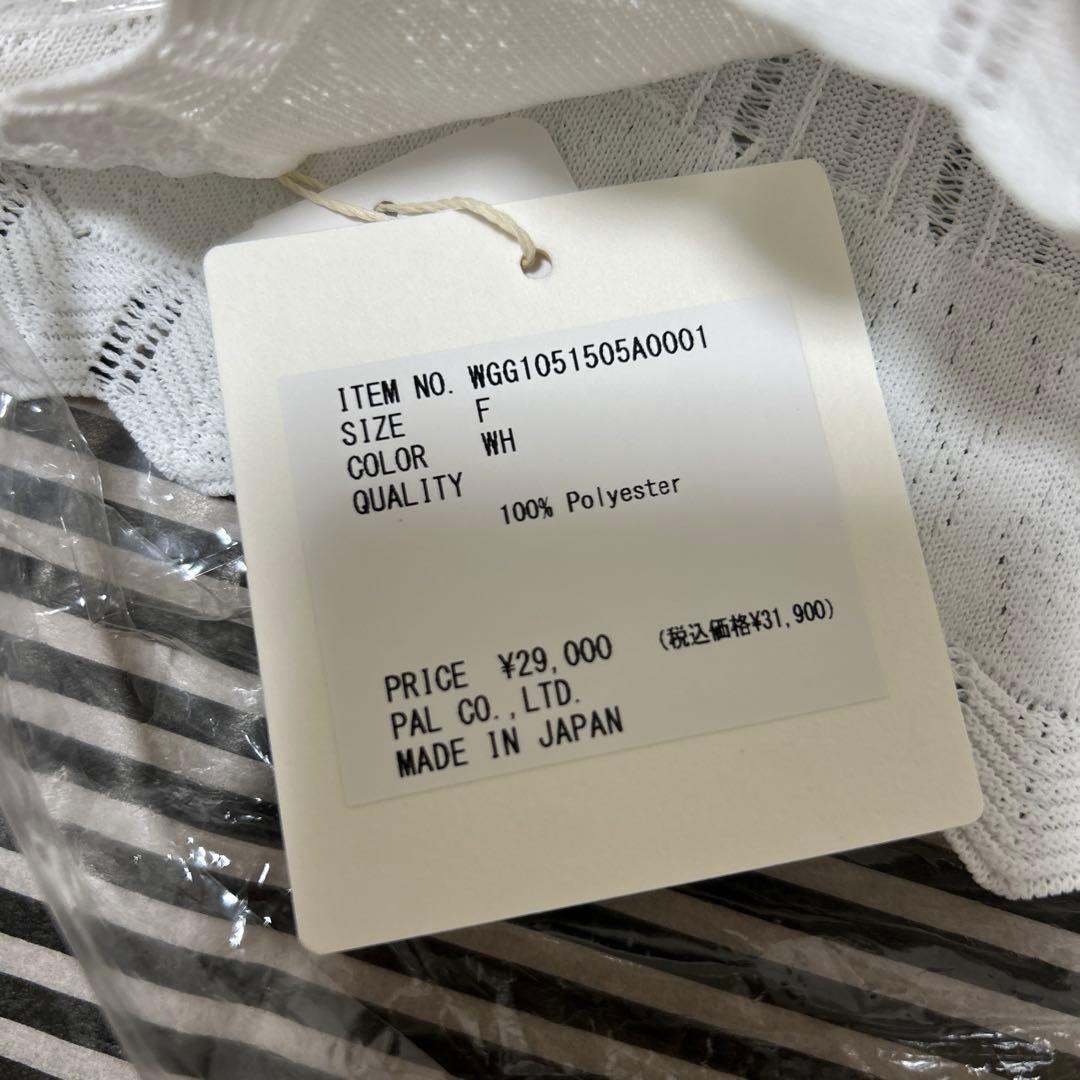 ITEM NO. WGG1051505A0001
SIZE F
COLOR WH
QUALITY
100% Polyester
PRICE ¥29,000 (税込価格¥31,900)
PAL CO.,LTD.
MADE IN JAPAN